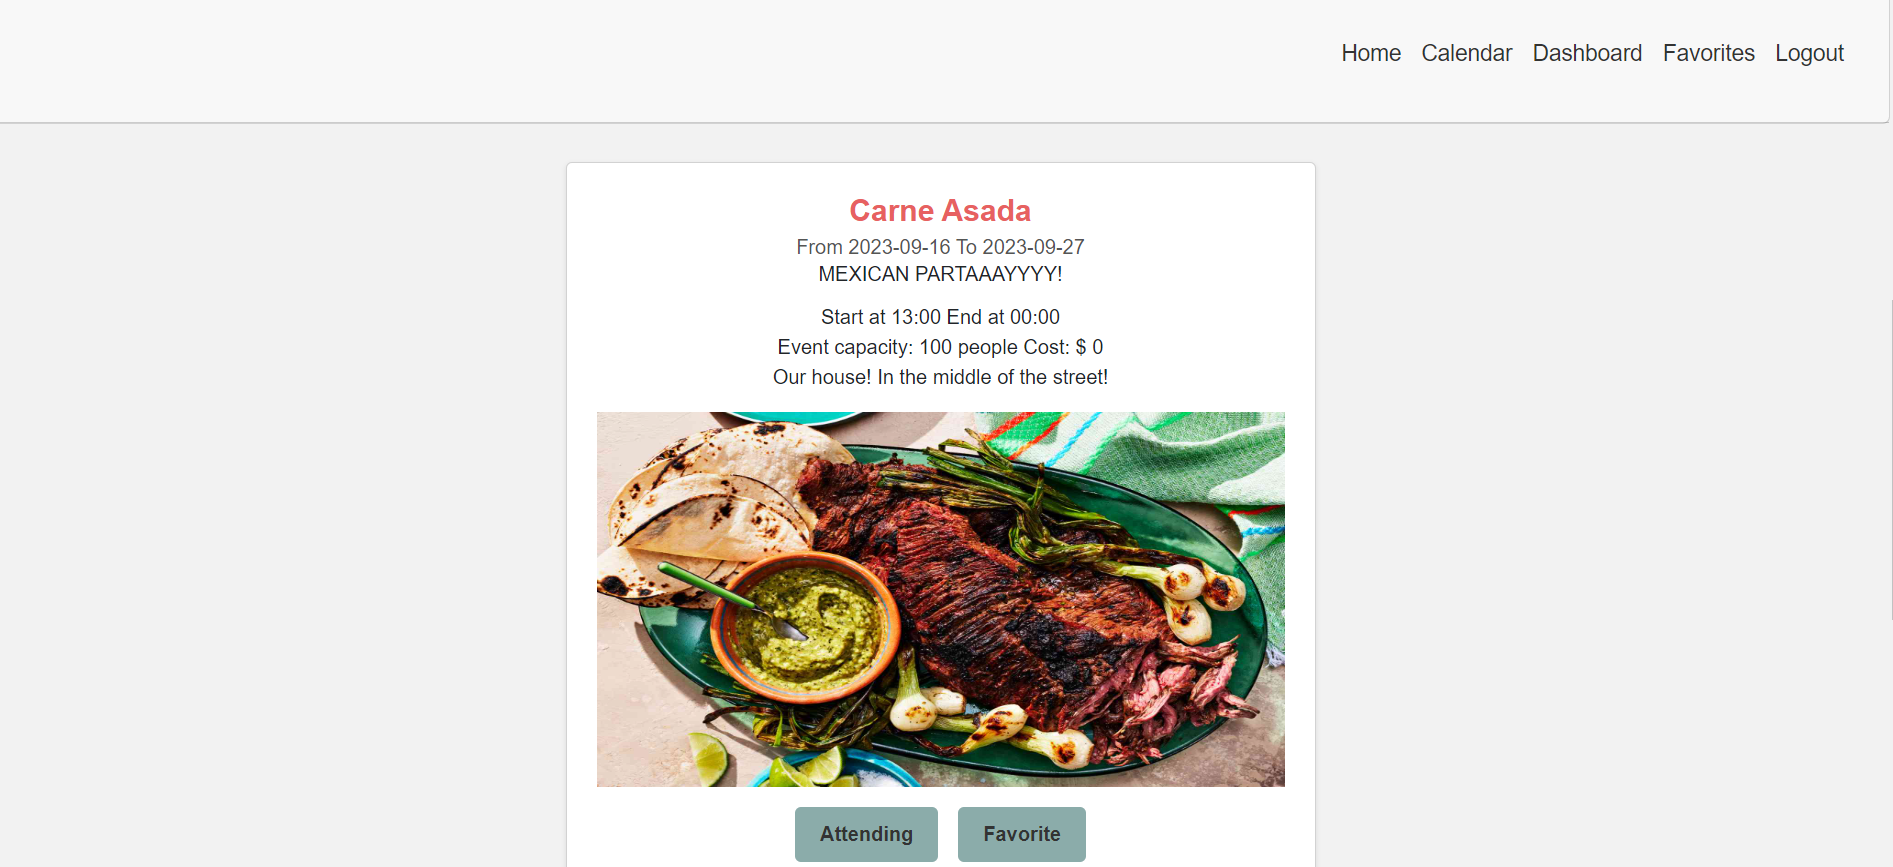 Home Calendar Dashboard Favorites Logout
Carne Asada
From 2023-09-16 To 2023-09-27
MEXICAN PARTAAAYYYY!
Start at 13:00 End at 00:00
Event capacity: 100 people Cost: $ 0
Our house! In the middle of the street!
Attending Favorite